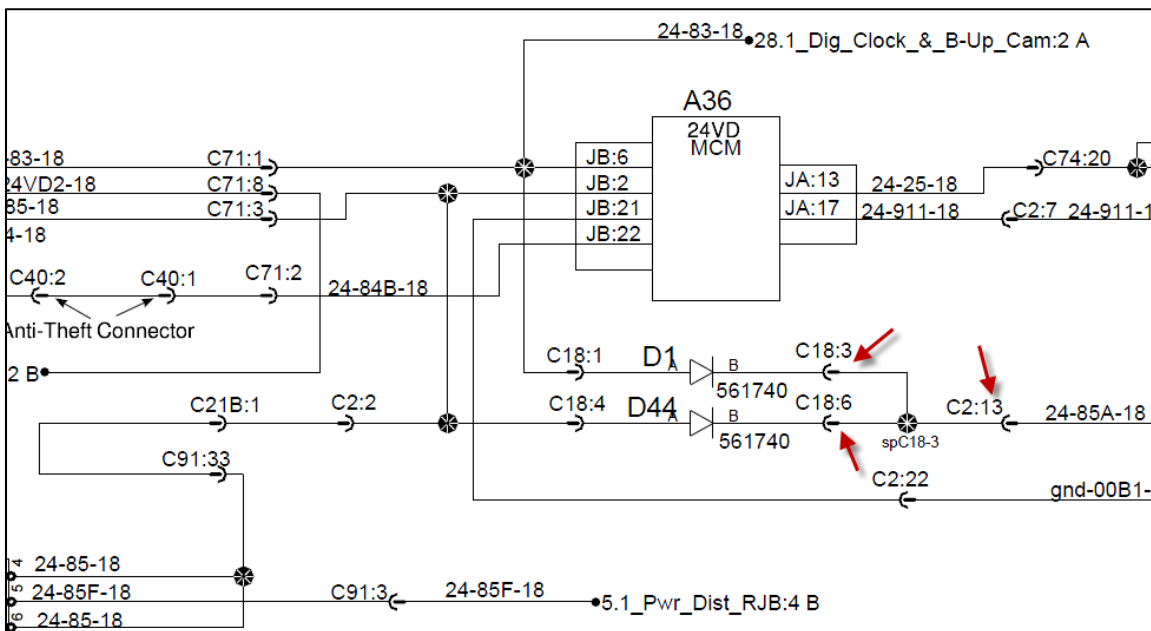 24-83-18
28.1_Dig_Clock_&_B-Up_Cam:2 A
A36
24VD
MCM
-83-18
C71:1
JB:6
C74:20
24VD2-18
C71:8
JB:2
JA:13
24-25-18
85-18
C71:3
JB:21
JA:17
24-911-18
C2:7
24-911-1
4-18
JB:22
C40:2
C40:1
C71:2
24-84B-18
Anti-Theft Connector
C18:1
D1
A
B
C18:3
561740
2 B
C21B:1
C2:2
C18:4
D44
A
B
C18:6
561740
C2:13
24-85A-18
spC18-3
C91:33
C2:22
gnd-00B1-
4
24-85-18
5
24-85F-18
C91:3
24-85F-18
5.1_Pwr_Dist_RJB:4 B
6
24-85-18